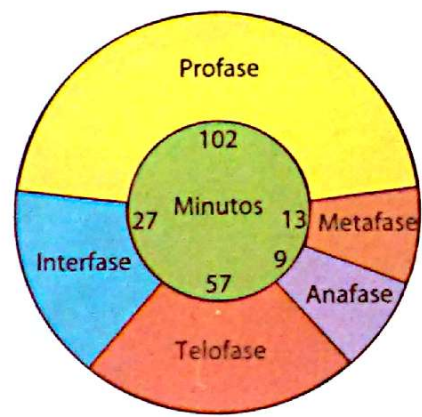 Profase
102
Minutos
27
13
Metafase
Interfase
9
Anafase
57
Telofase